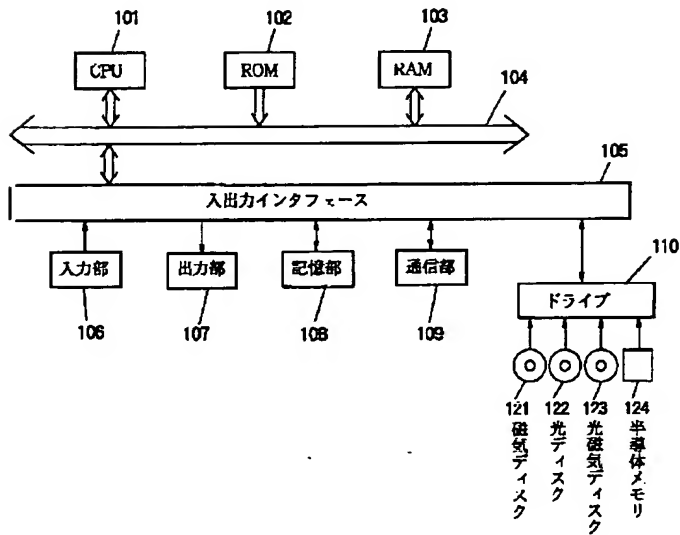 101
102
103
CPU
ROM
RAM
104
105
入出力インタフェース
入力部
出力部
記憶部
通信部
106
107
108
109
110
ドライブ
121
122
123
124
磁気ディスク
光ディスク
光磁気ディスク
半導体メモリ